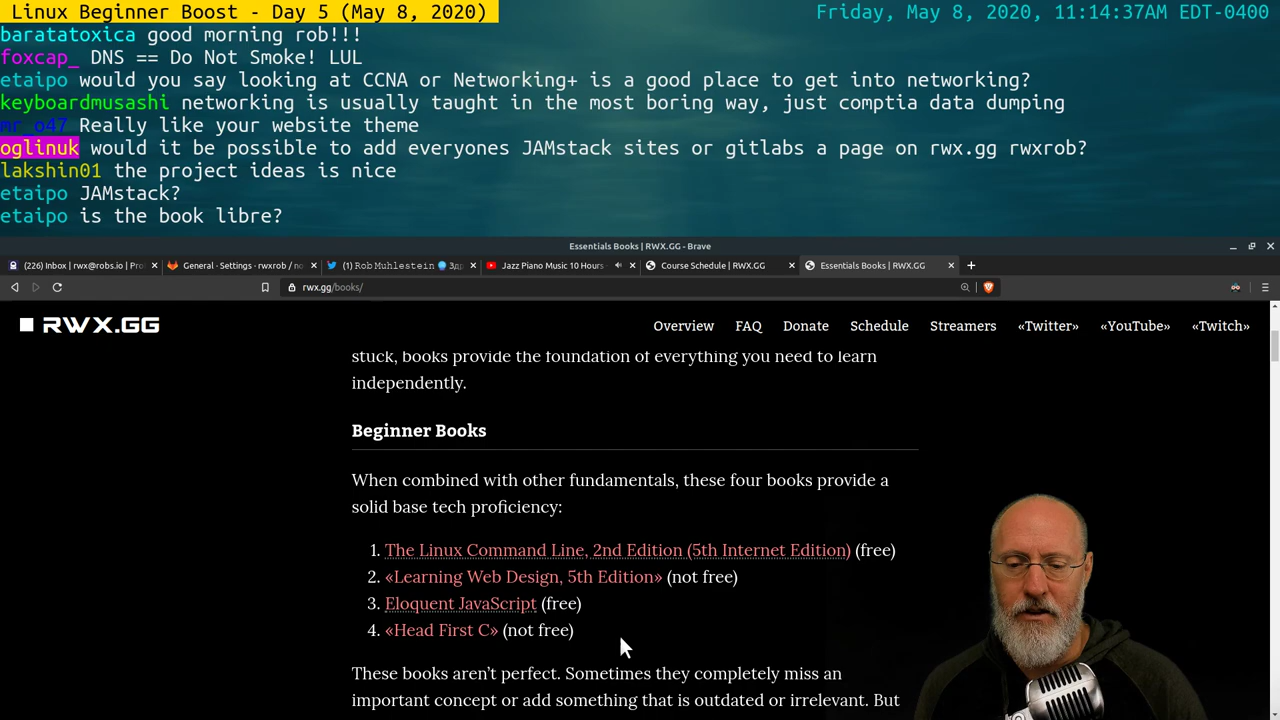 Linux Beginner Boost - Day 5 (May 8, 2020)
Friday, May 8, 2020, 11:14:37AM EDT-0400
baratatoxica good morning rob!!!
foxcap_ DNS == Do Not Smoke! LUL
etaipo would you say looking at CCNA or Networking+ is a good place to get into networking?
keyboardmusashi networking is usually taught in the most boring way, just comptia data dumping
mr_o47 Really like your website theme
oglinuk would it be possible to add everyones JAMstack sites or gitlabs a page on rwx.gg rwxrob?
lakshin01 the project ideas is nice
etaipo JAMstack?
etaipo is the book libre?
Essentials Books | RWX.GG - Brave
(226) Inbox | rwx@robs.io | Pro
General · Settings · rwxrob / no
(1) Rob Muhlestein
Jazz Piano Music 10 Hours
Course Schedule | RWX.GG
Essentials Books | RWX.GG
rwx.gg/books/
RWX.GG
Overview FAQ Donate Schedule Streamers «Twitter» «YouTube» «Twitch»
stuck, books provide the foundation of everything you need to learn
independently.
Beginner Books
When combined with other fundamentals, these four books provide a
solid base tech proficiency:
1. The Linux Command Line, 2nd Edition (5th Internet Edition) (free)
2. «Learning Web Design, 5th Edition» (not free)
3. Eloquent JavaScript (free)
4. «Head First C» (not free)
These books aren't perfect. Sometimes they completely miss an
important concept or add something that is outdated or irrelevant. But